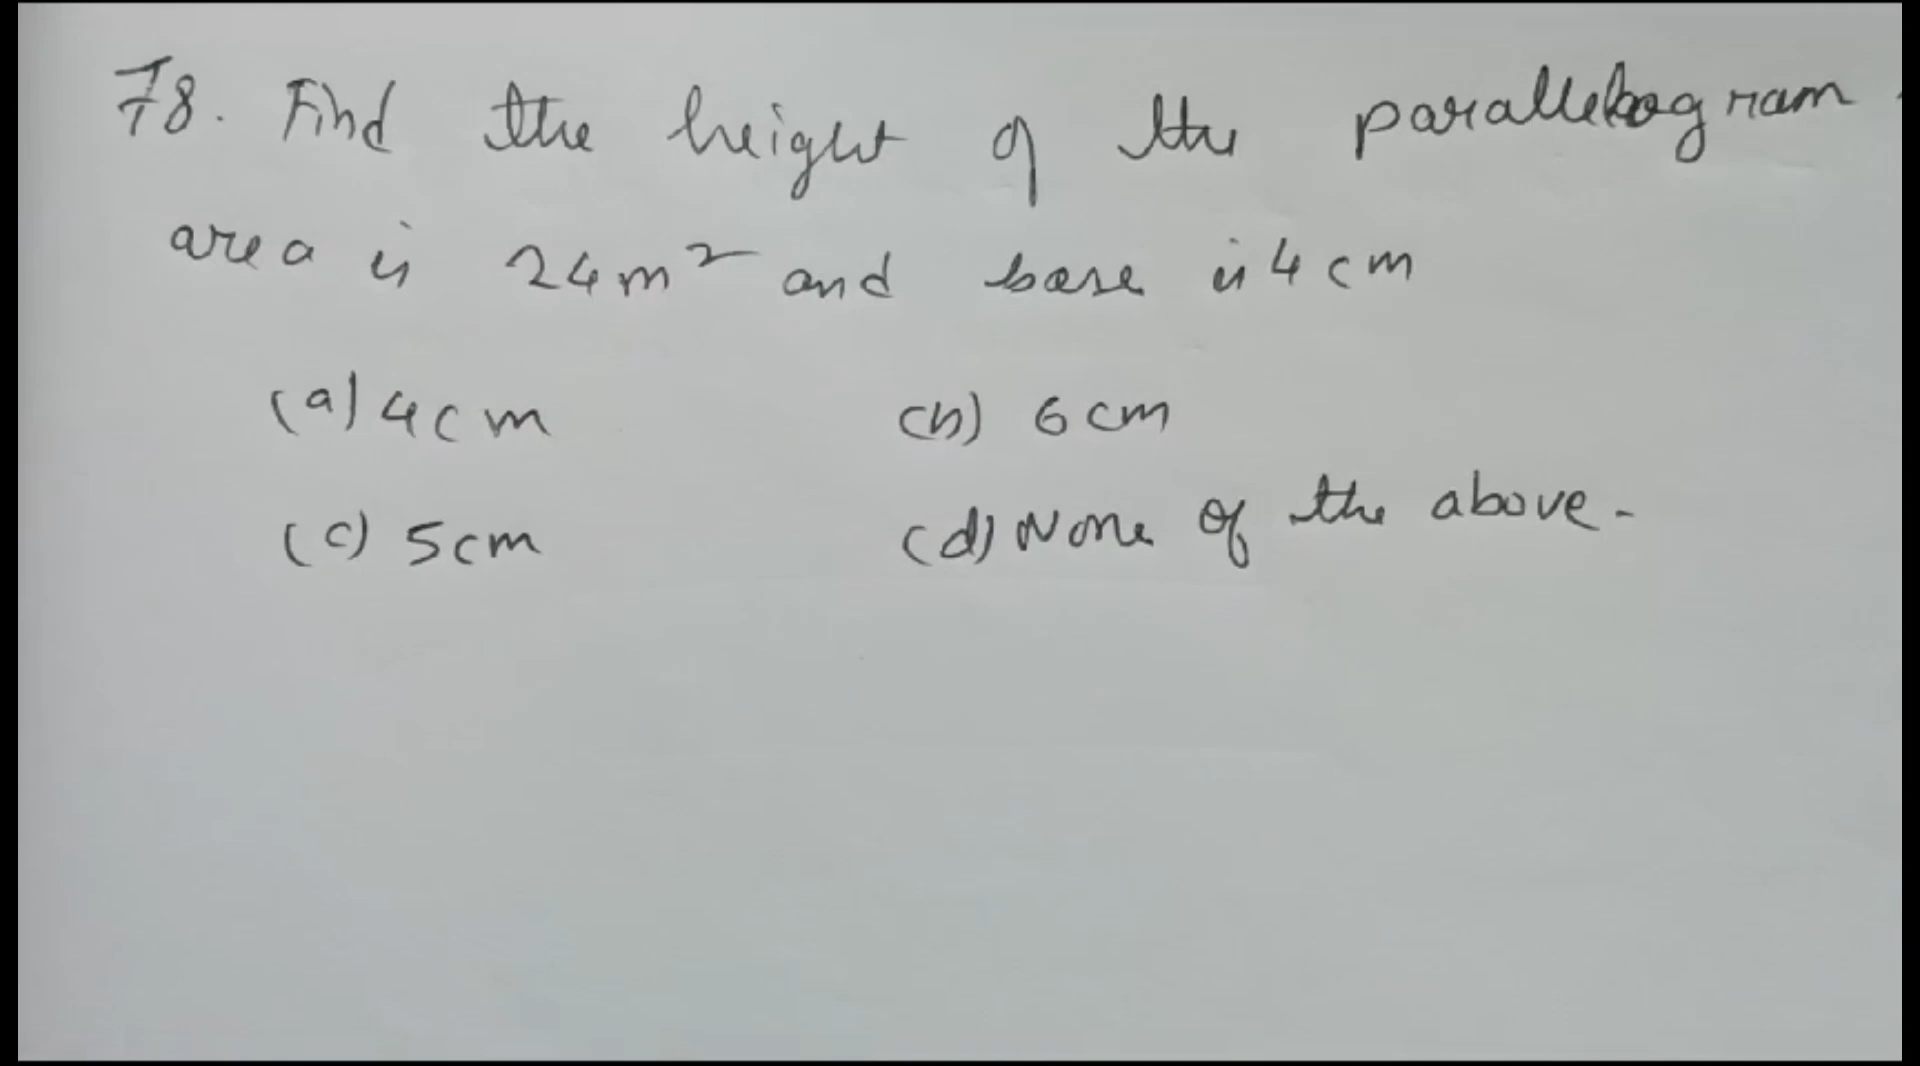 78. Find the height of the parallelogram.
area is 24m² and base is 4cm
(a) 4cm (b) 6cm
(c) 5cm (d) None of the above.